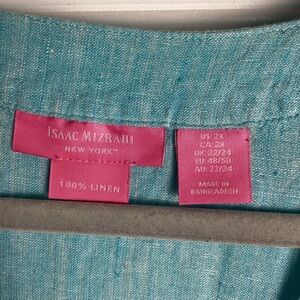 ISAAC MIZRAHI
NEW YORK™
100% LINEN
US: 2X
CA: 2X
UK: 22/24
EU: 48/50
AU: 22/24
MADE IN
BANGLADESH